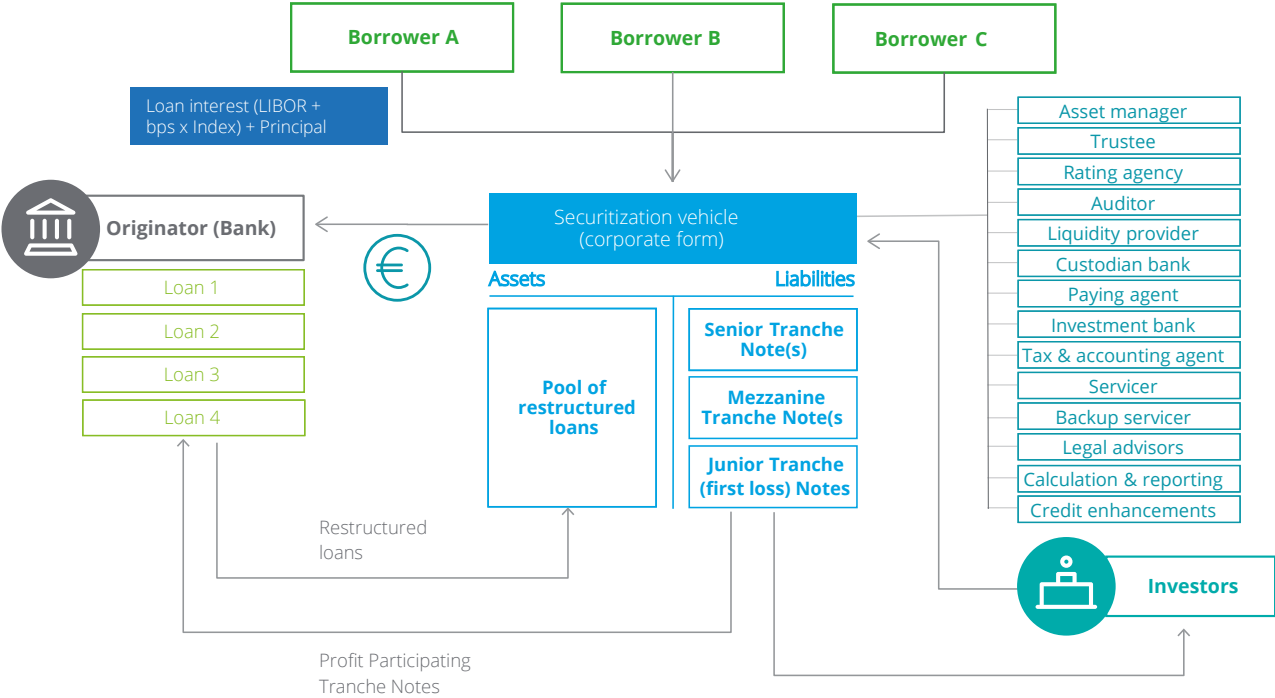 Borrower A
Borrower B
Borrower C
Loan interest (LIBOR +
bps x Index) + Principal
Originator (Bank)
Loan 1
Loan 2
Loan 3
Loan 4
€
Securitization vehicle
(corporate form)
Assets
Liabilities
Pool of
restructured
loans
Senior Tranche
Note(s)
Mezzanine
Tranche Note(s
Junior Tranche
(first loss) Notes
Asset manager
Trustee
Rating agency
Auditor
Liquidity provider
Custodian bank
Paying agent
Investment bank
Tax & accounting agent
Servicer
Backup servicer
Legal advisors
Calculation & reporting
Credit enhancements
Restructured
loans
Investors
Profit Participating
Tranche Notes